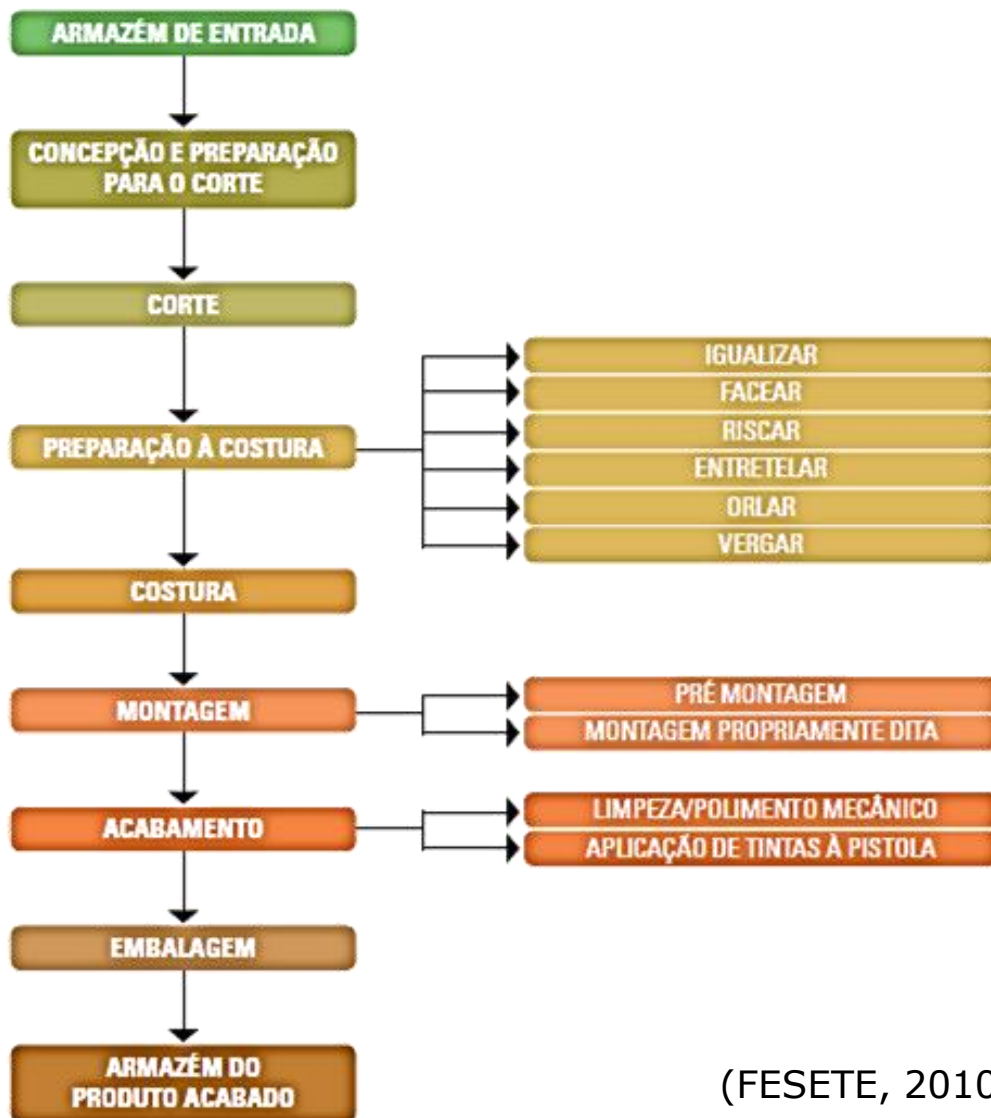 ARMAZÉM DE ENTRADA
CONCEPÇÃO E PREPARAÇÃO
PARA O CORTE
CORTE
PREPARAÇÃO À COSTURA
IGUALIZAR
FACEAR
RISCAR
ENTRETELAR
ORLAR
VERGAR
COSTURA
MONTAGEM
PRÉ MONTAGEM
MONTAGEM PROPRIAMENTE DITA
ACABAMENTO
LIMPEZA/POLIMENTO MECÂNICO
APLICAÇÃO DE TINTAS À PISTOLA
EMBALAGEM
ARMAZÉM DO
PRODUTO ACABADO
(FESETE, 2010